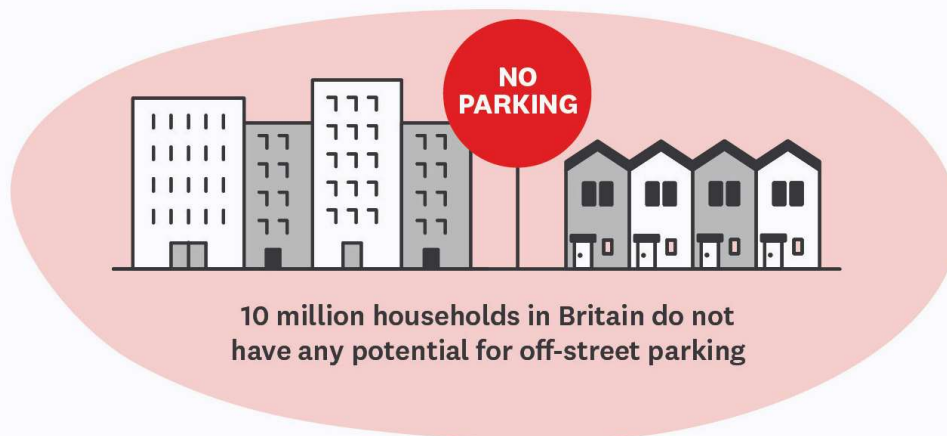 NO
PARKING
10 million households in Britain do not
have any potential for off-street parking